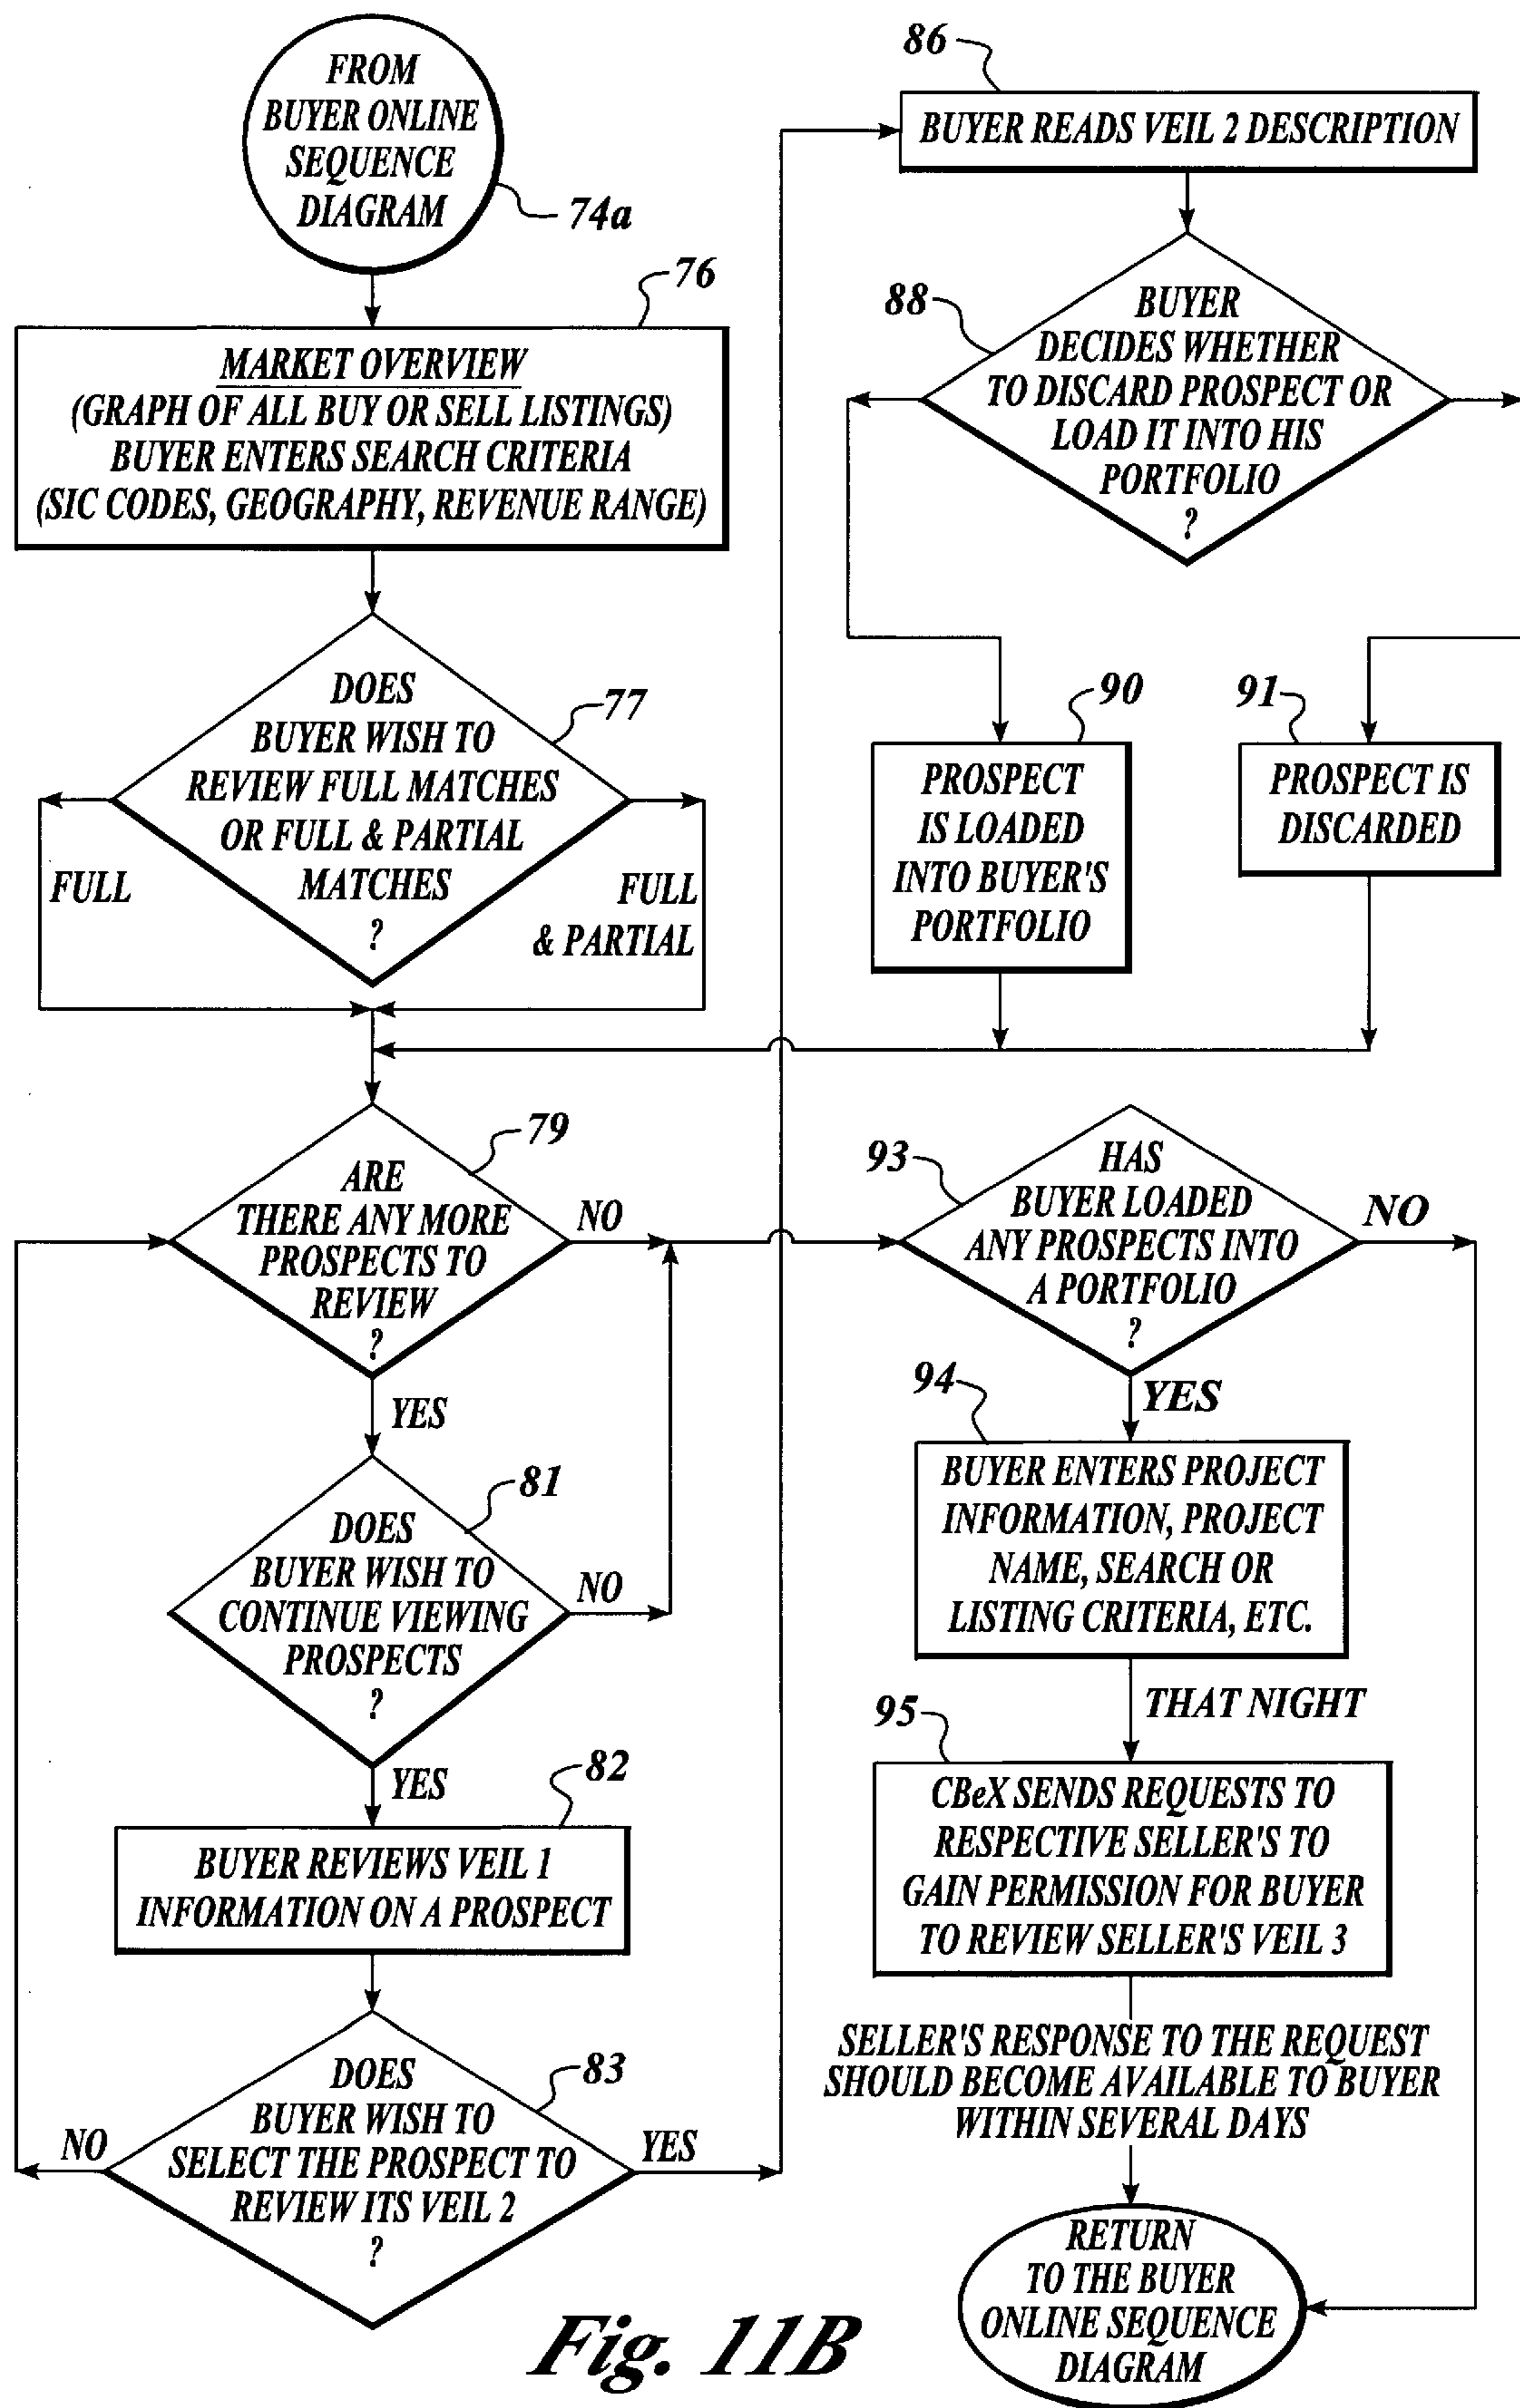 FROM
BUYER ONLINE
SEQUENCE
DIAGRAM
74a
76
MARKET OVERVIEW
(GRAPH OF ALL BUY OR SELL LISTINGS)
BUYER ENTERS SEARCH CRITERIA
(SIC CODES, GEOGRAPHY, REVENUE RANGE)
77
DOES
BUYER WISH TO
REVIEW FULL MATCHES
OR FULL & PARTIAL
MATCHES
?
FULL
FULL
& PARTIAL
79
ARE
THERE ANY MORE
PROSPECTS TO
REVIEW
?
NO
YES
81
DOES
BUYER WISH TO
CONTINUE VIEWING
PROSPECTS
?
NO
YES
82
BUYER REVIEWS VEIL 1
INFORMATION ON A PROSPECT
83
DOES
BUYER WISH TO
SELECT THE PROSPECT TO
REVIEW ITS VEIL 2
?
NO
YES
86
BUYER READS VEIL 2 DESCRIPTION
88
BUYER
DECIDES WHETHER
TO DISCARD PROSPECT OR
LOAD IT INTO HIS
PORTFOLIO
?
90
PROSPECT
IS LOADED
INTO BUYER'S
PORTFOLIO
91
PROSPECT IS
DISCARDED
93
HAS
BUYER LOADED
ANY PROSPECTS INTO
A PORTFOLIO
?
NO
YES
94
BUYER ENTERS PROJECT
INFORMATION, PROJECT
NAME, SEARCH OR
LISTING CRITERIA, ETC.
THAT NIGHT
95
CBeX SENDS REQUESTS TO
RESPECTIVE SELLER'S TO
GAIN PERMISSION FOR BUYER
TO REVIEW SELLER'S VEIL 3
SELLER'S RESPONSE TO THE REQUEST
SHOULD BECOME AVAILABLE TO BUYER
WITHIN SEVERAL DAYS
RETURN
TO THE BUYER
ONLINE SEQUENCE
DIAGRAM
Fig. 11B